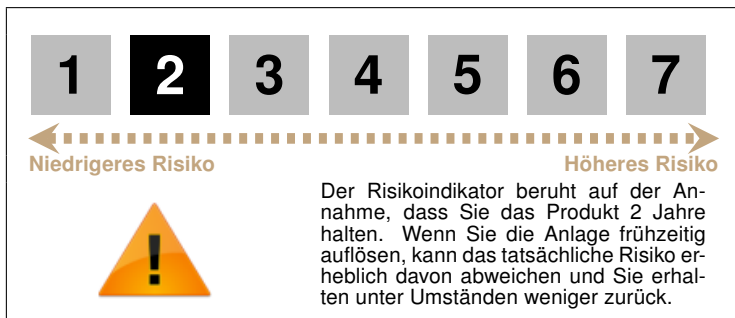 1 2 3 4 5 6 7
Niedrigeres Risiko Höheres Risiko
Der Risikoindikator beruht auf der An-
nahme, dass Sie das Produkt 2 Jahre
halten. Wenn Sie die Anlage frühzeitig
auflösen, kann das tatsächliche Risiko er-
heblich davon abweichen und Sie erhal-
ten unter Umständen weniger zurück.
!